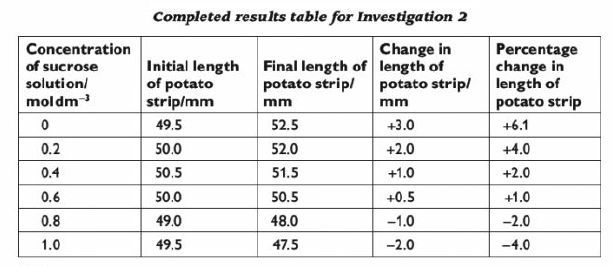 Completed results table for Investigation 2
Concentration of sucrose solution/ moldm⁻³ | Initial length of potato strip/mm | Final length of potato strip/ mm | Change in length of potato strip/ mm | Percentage change in length of potato strip
0 | 49.5 | 52.5 | +3.0 | +6.1
0.2 | 50.0 | 52.0 | +2.0 | +4.0
0.4 | 50.5 | 51.5 | +1.0 | +2.0
0.6 | 50.0 | 50.5 | +0.5 | +1.0
0.8 | 49.0 | 48.0 | −1.0 | −2.0
1.0 | 49.5 | 47.5 | −2.0 | −4.0